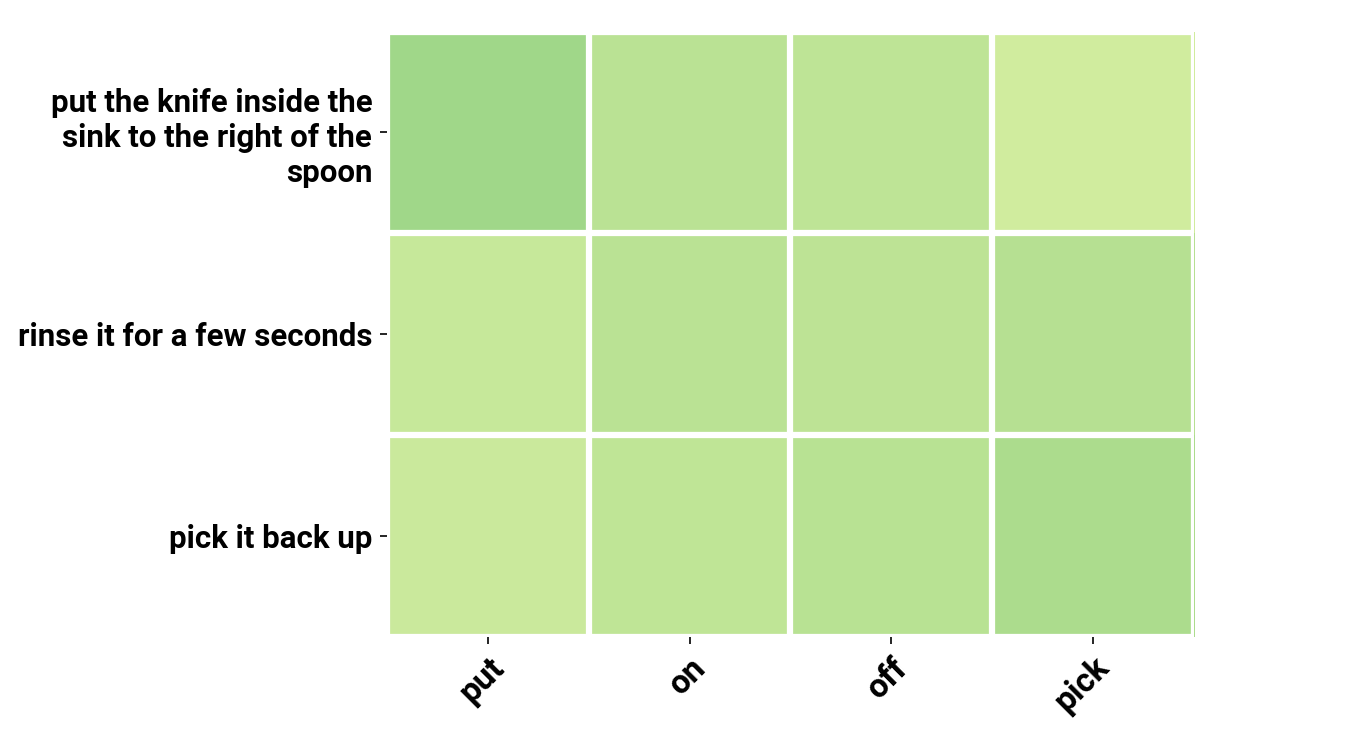 put the knife inside the
sink to the right of the
spoon
rinse it for a few seconds
pick it back up
put
on
off
pick